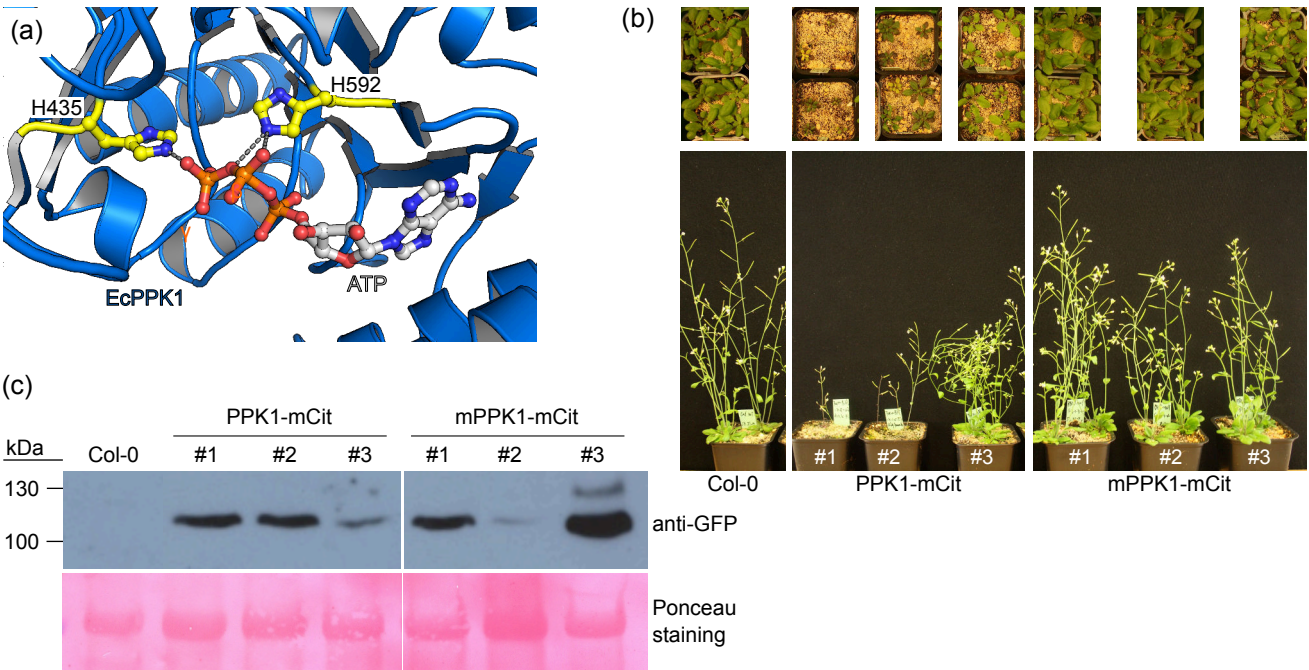 (a)
H435
H592
EcPPK1
ATP
(b)
#1 #2 #3 #1 #2 #3
Col-0 PPK1-mCit mPPK1-mCit
(c)
PPK1-mCit mPPK1-mCit
kDa Col-0 #1 #2 #3 #1 #2 #3
130
100
anti-GFP
Ponceau
staining